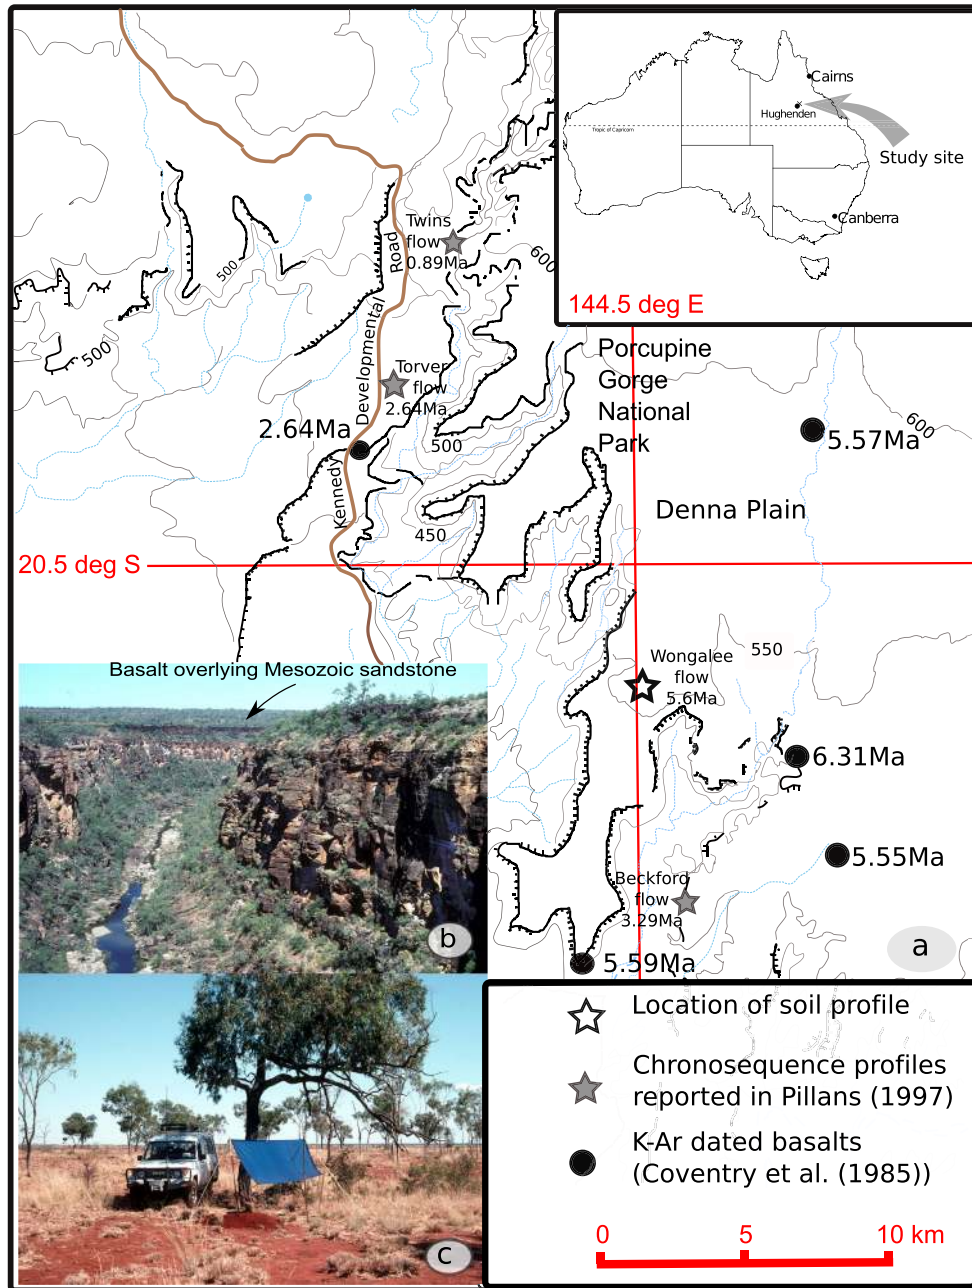 Cairns
Hughenden
Tropic of Capricorn
Study site
Canberra
144.5 deg E
Twins
flow
0.89Ma
600
500
500
Kennedy Developmental Road
Torver
flow
2.64Ma
2.64Ma
500
450
Porcupine
Gorge
National
Park
600
5.57Ma
Denna Plain
20.5 deg S
550
Wongalee
flow
5.6Ma
6.31Ma
5.55Ma
Beckford
flow
3.29Ma
5.59Ma
a
Basalt overlying Mesozoic sandstone
b
c
Location of soil profile
Chronosequence profiles
reported in Pillans (1997)
K-Ar dated basalts
(Coventry et al. (1985))
0 5 10 km